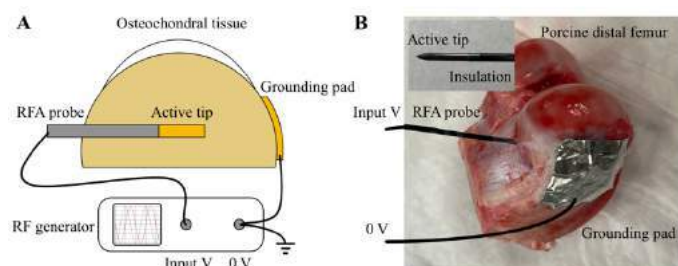 A
Osteochondral tissue
Grounding pad
RFA probe
Active tip
RF generator
Input V
0 V
B
Active tip
Insulation
Porcine distal femur
Input V
RFA probe
0 V
Grounding pad